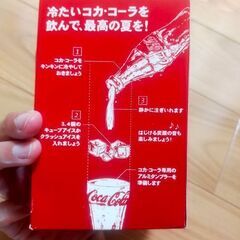 冷たいコカ·コーラを
飲んで、最高の夏を!
1
コカ·コーラを
キンキンに冷やして
おきましょう
3
静かに注ぎいれます
♪♪
はじける炭酸の音も
楽しみましょう!
2
3、4個の
キューブアイスか
クラッシュアイスを
入れましょう
コカ·コーラ専用の
アルミタンブラーを
準備します
Coca-Cola